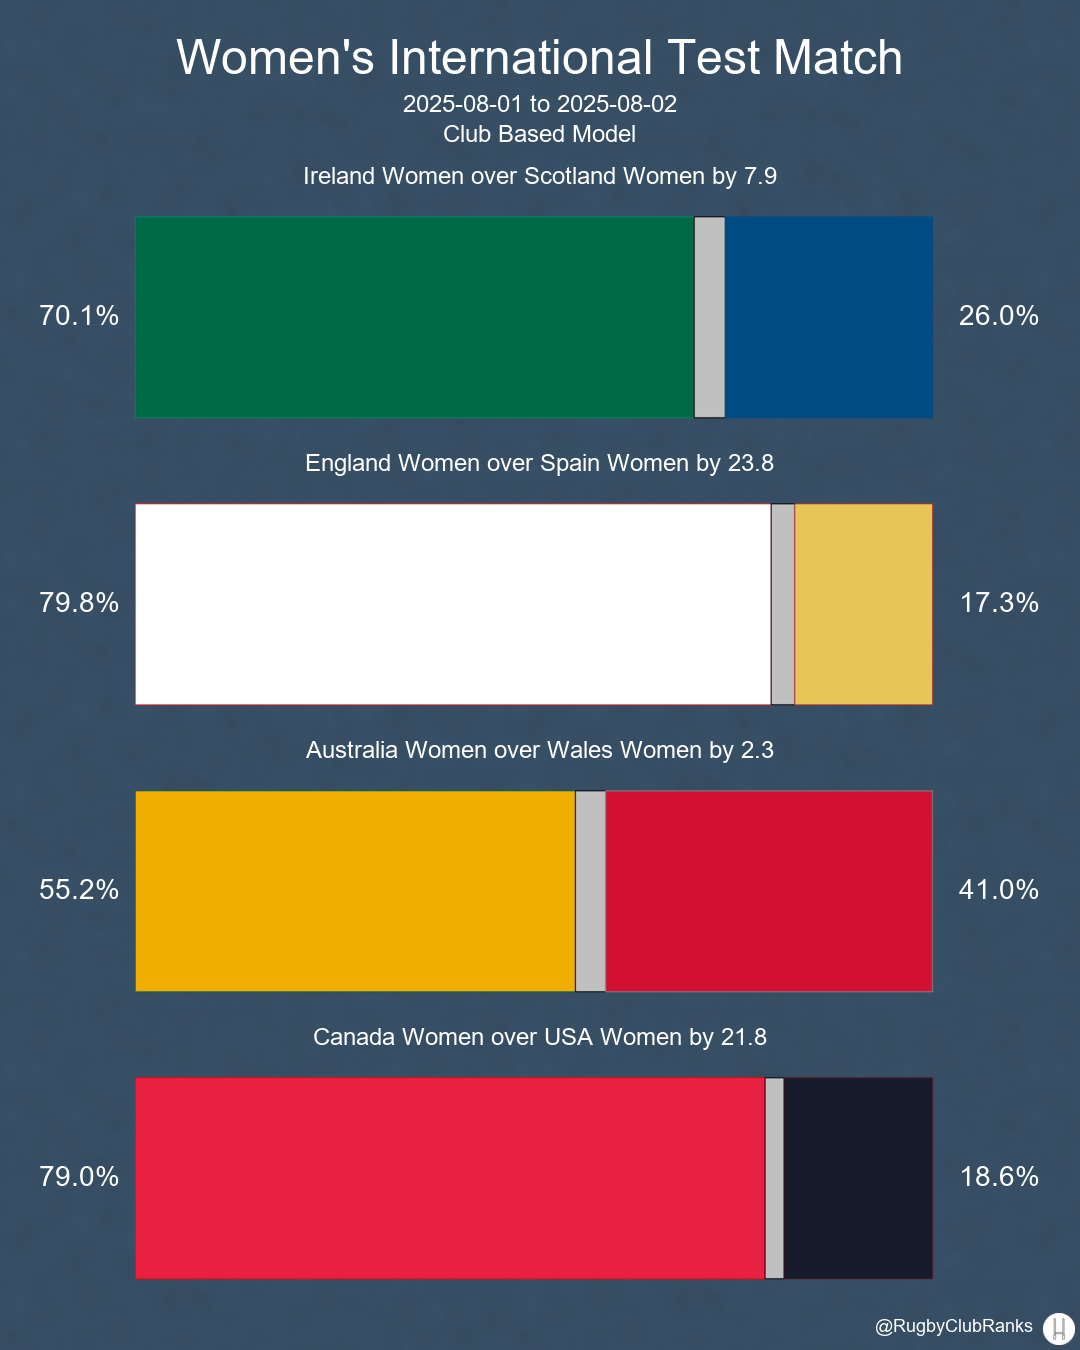 Women's International Test Match
2025-08-01 to 2025-08-02
Club Based Model
Ireland Women over Scotland Women by 7.9
70.1%
26.0%
England Women over Spain Women by 23.8
79.8%
17.3%
Australia Women over Wales Women by 2.3
55.2%
41.0%
Canada Women over USA Women by 21.8
79.0%
18.6%
@RugbyClubRanks